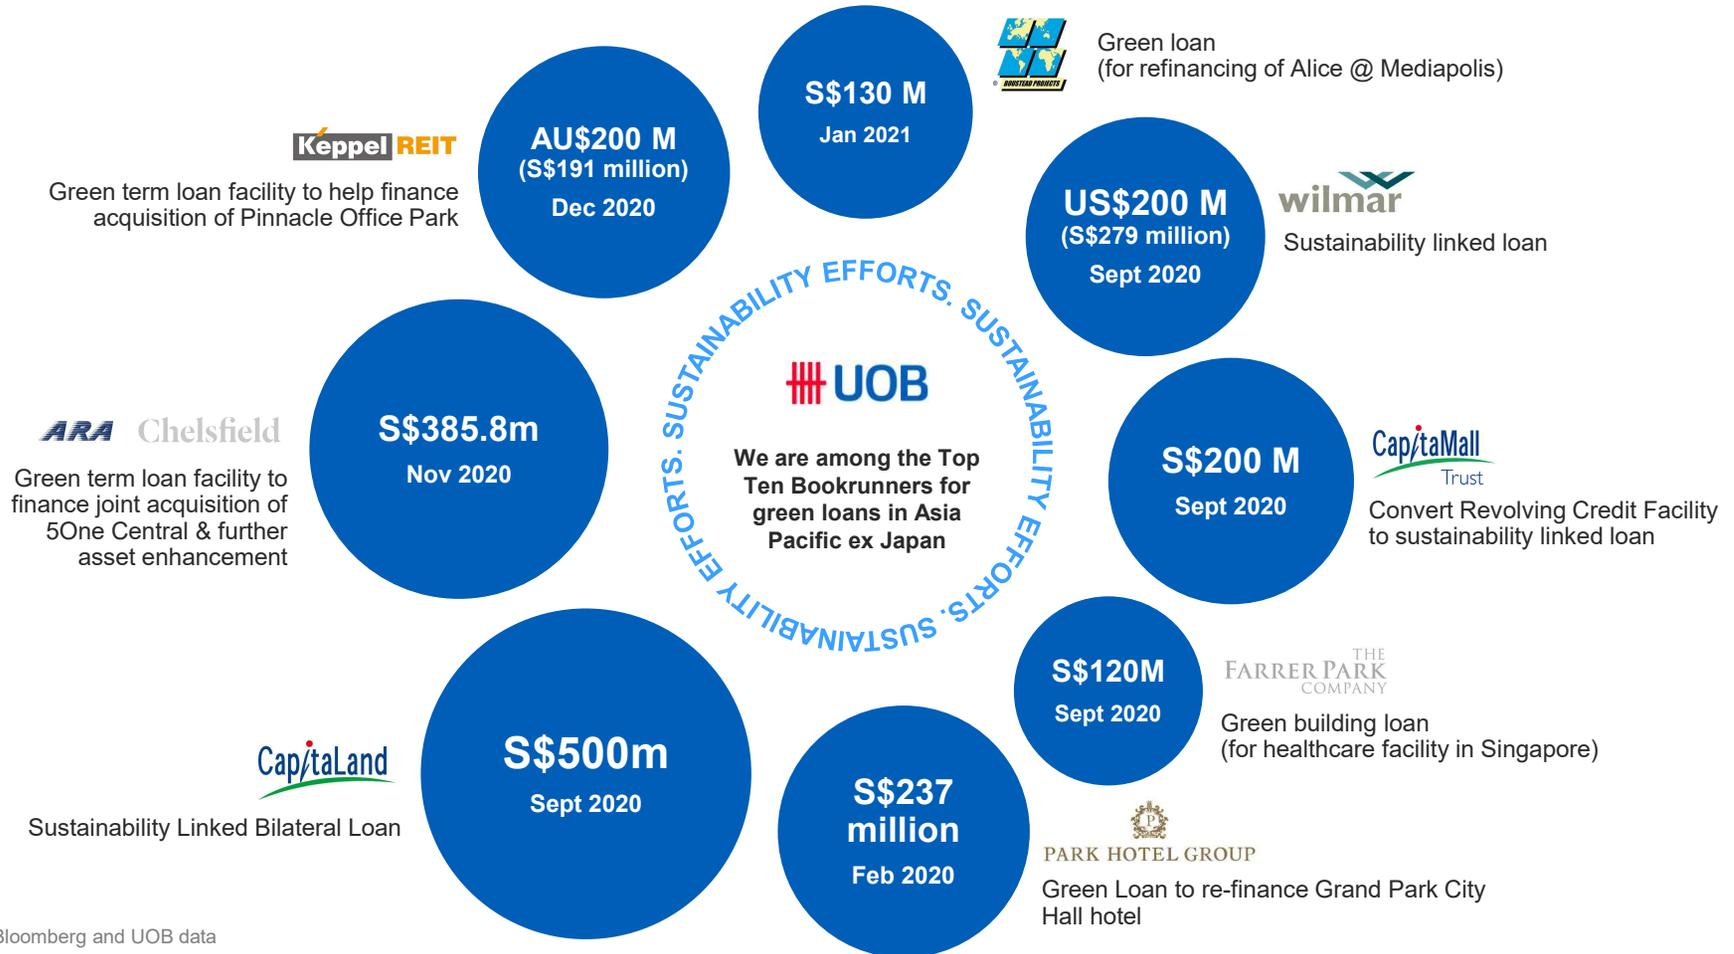 S$130 M
Jan 2021
BOUSTEAD PROJECTS
Green loan
(for refinancing of Alice @ Mediapolis)
US$200 M
(S$279 million)
Sept 2020
wilmar
Sustainability linked loan
S$200 M
Sept 2020
CapitaMall
Trust
Convert Revolving Credit Facility
to sustainability linked loan
S$120M
Sept 2020
THE
FARRER PARK
COMPANY
Green building loan
(for healthcare facility in Singapore)
S$237
million
Feb 2020
P
PARK HOTEL GROUP
Green Loan to re-finance Grand Park City
Hall hotel
S$500m
Sept 2020
CapitaLand
Sustainability Linked Bilateral Loan
S$385.8m
Nov 2020
ARA Chelsfield
Green term loan facility to
finance joint acquisition of
5One Central & further
asset enhancement
AU$200 M
(S$191 million)
Dec 2020
Keppel REIT
Green term loan facility to help finance
acquisition of Pinnacle Office Park
SUSTAINABILITY EFFORTS. SUSTAINABILITY EFFORTS. SUSTAINABILITY EFFORTS.
UOB
We are among the Top
Ten Bookrunners for
green loans in Asia
Pacific ex Japan
Bloomberg and UOB data